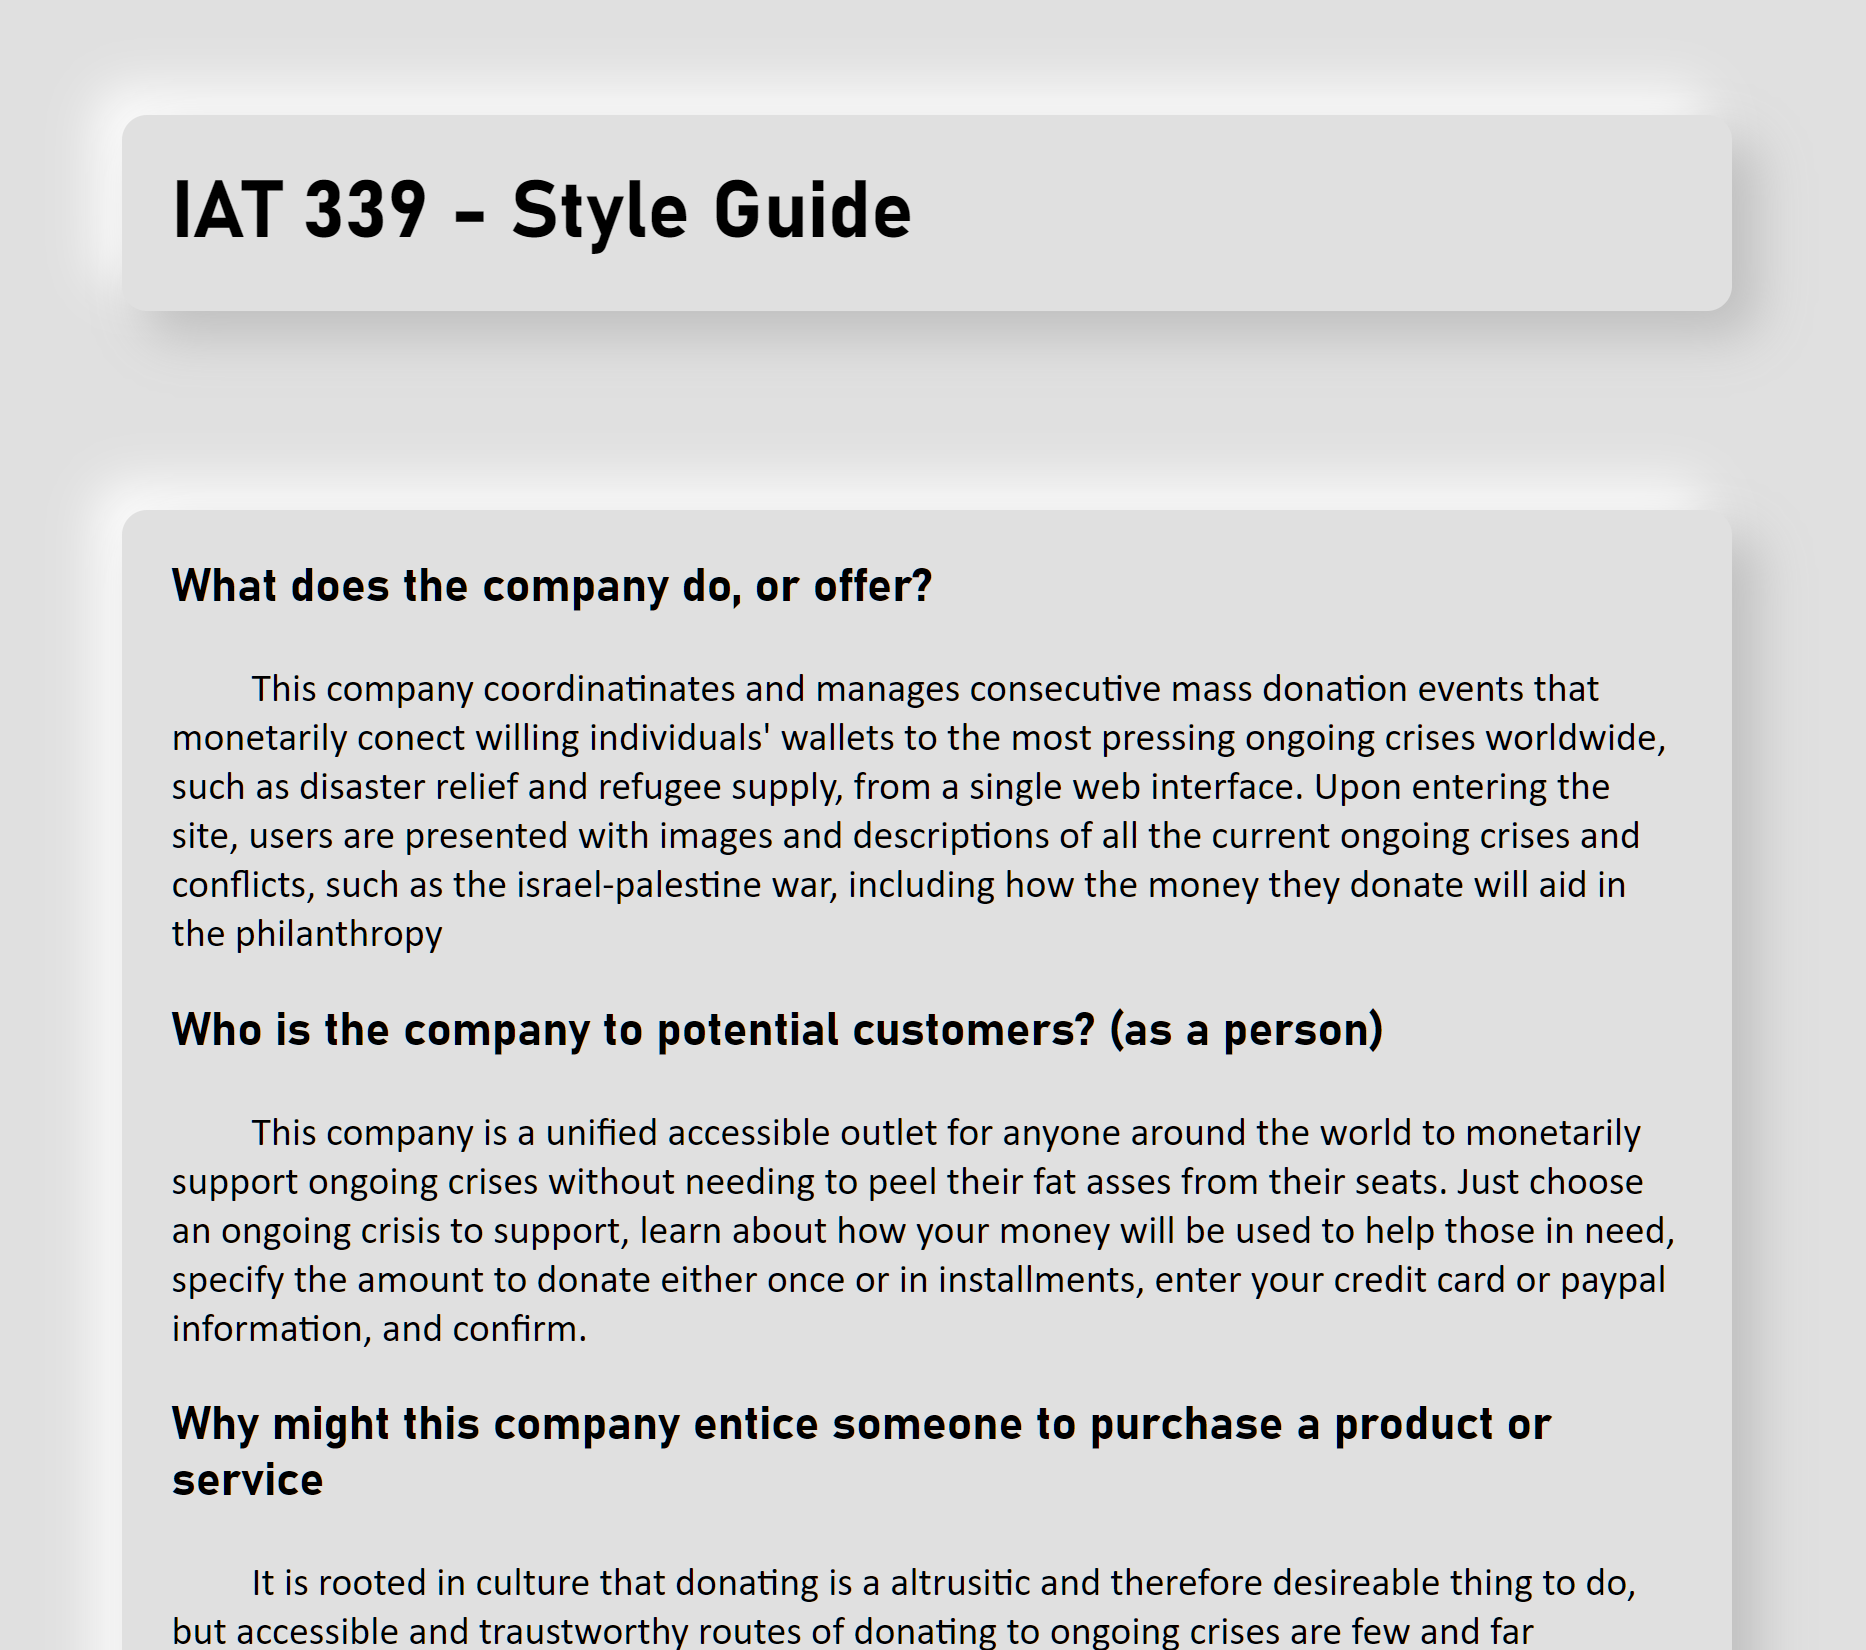 IAT 339 - Style Guide
What does the company do, or offer?
This company coordinatinates and manages consecutive mass donation events that
monetarily conect willing individuals' wallets to the most pressing ongoing crises worldwide,
such as disaster relief and refugee supply, from a single web interface. Upon entering the
site, users are presented with images and descriptions of all the current ongoing crises and
conflicts, such as the israel-palestine war, including how the money they donate will aid in
the philanthropy
Who is the company to potential customers? (as a person)
This company is a unified accessible outlet for anyone around the world to monetarily
support ongoing crises without needing to peel their fat asses from their seats. Just choose
an ongoing crisis to support, learn about how your money will be used to help those in need,
specify the amount to donate either once or in installments, enter your credit card or paypal
information, and confirm.
Why might this company entice someone to purchase a product or
service
It is rooted in culture that donating is a altrusitic and therefore desireable thing to do,
but accessible and traustworthy routes of donating to ongoing crises are few and far